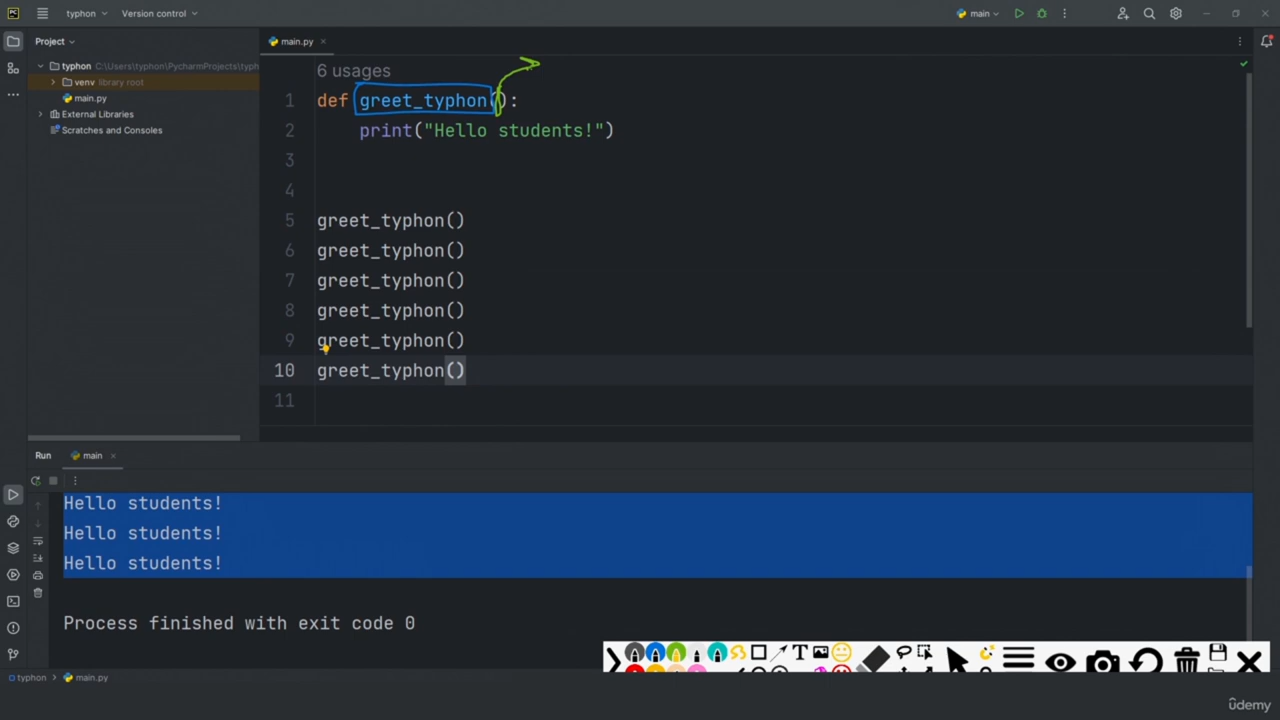 typhon
Version control
main
Project
main.py
typhon C:\Users\typhon\PycharmProjects\typh
venv library root
main.py
External Libraries
Scratches and Consoles
6 usages
1 def greet_typhon():
2 print("Hello students!")
3
4
5 greet_typhon()
6 greet_typhon()
7 greet_typhon()
8 greet_typhon()
9 greet_typhon()
10 greet_typhon()
11
Run main
Hello students!
Hello students!
Hello students!
Process finished with exit code 0
typhon > main.py
ûdemy